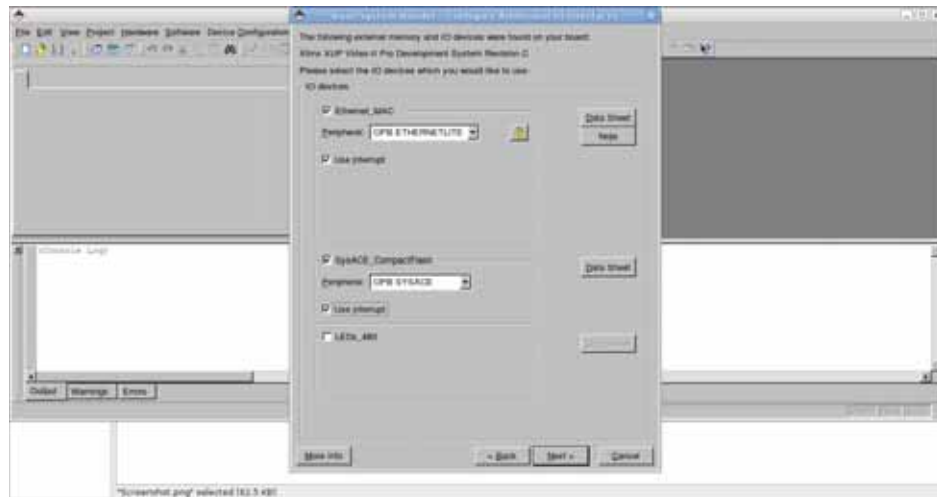 File Edit View Project Hardware Software Device Configuration
The following external memory and IO devices were found on your board:
Xilinx XUP Virtex-II Pro Development System Revision C
Please select the IO devices which you would like to use:
IO devices
Ethernet_MAC
Data Sheet
Peripheral: OPB ETHERNETLITE
Note
Use interrupt
SysACE_CompactFlash
Data Sheet
Peripheral: OPB SYSACE
Use interrupt
LEDs_4Bit
Output Warnings Errors
More Info < Back Next > Cancel
"Screenshot.png" selected (62.5 KB)